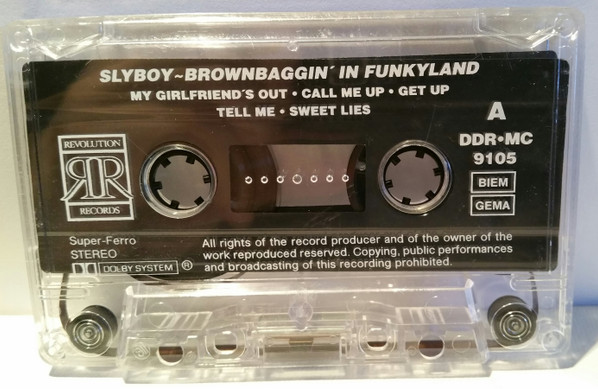 SLYBOY~BROWNBAGGIN´ IN FUNKYLAND
MY GIRLFRIEND´S OUT • CALL ME UP • GET UP
TELL ME • SWEET LIES
A
DDR•MC
9105
BIEM
GEMA
REVOLUTION
RR
RECORDS
Super-Ferro
STEREO
DOLBY SYSTEM ®
All rights of the record producer and of the owner of the
work reproduced reserved. Copying, public performances
and broadcasting of this recording prohibited.